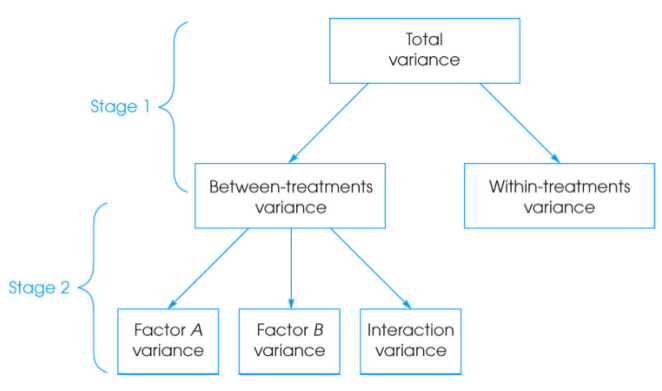 Total
variance
Stage 1
Between-treatments
variance
Within-treatments
variance
Stage 2
Factor A
variance
Factor B
variance
Interaction
variance